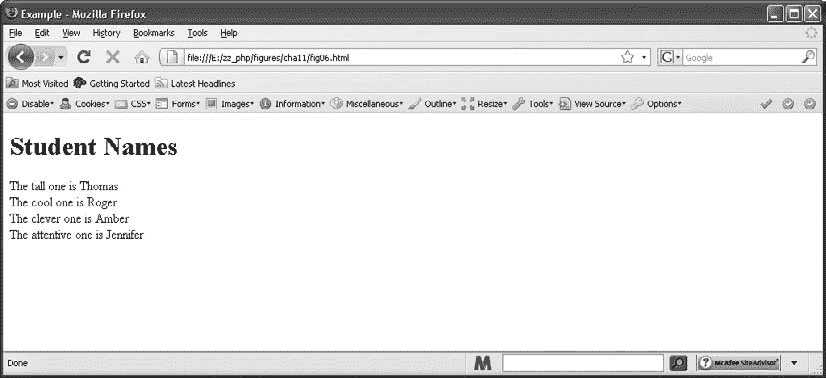 Example - Mozilla Firefox
File Edit View History Bookmarks Tools Help
file:///E:/zz_php/figures/cha11/fig06.html
G Google
Most Visited Getting Started Latest Headlines
Disable Cookies CSS Forms Images Information Miscellaneous Outline Resize Tools View Source Options
Student Names
The tall one is Thomas
The cool one is Roger
The clever one is Amber
The attentive one is Jennifer
Done
McAfee SiteAdvisor